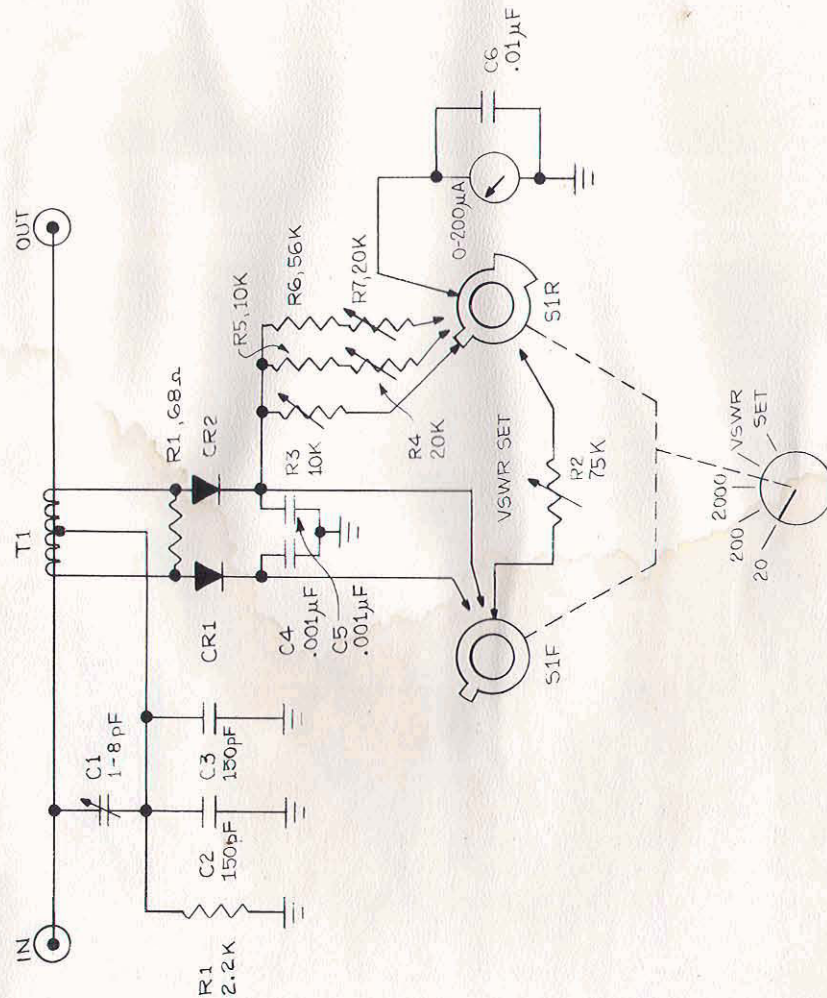 IN
OUT
T1
C1
1-8pF
R1
2.2K
C2
150pF
C3
150pF
R1, 68Ω
CR1
CR2
C4
.001µF
C5
.001µF
R3
10K
R4
20K
R5, 10K
R6, 56K
R7, 20K
0-200µA
C6
.01µF
VSWR SET
R2
75K
S1F
S1R
20
200
2000
VSWR
SET